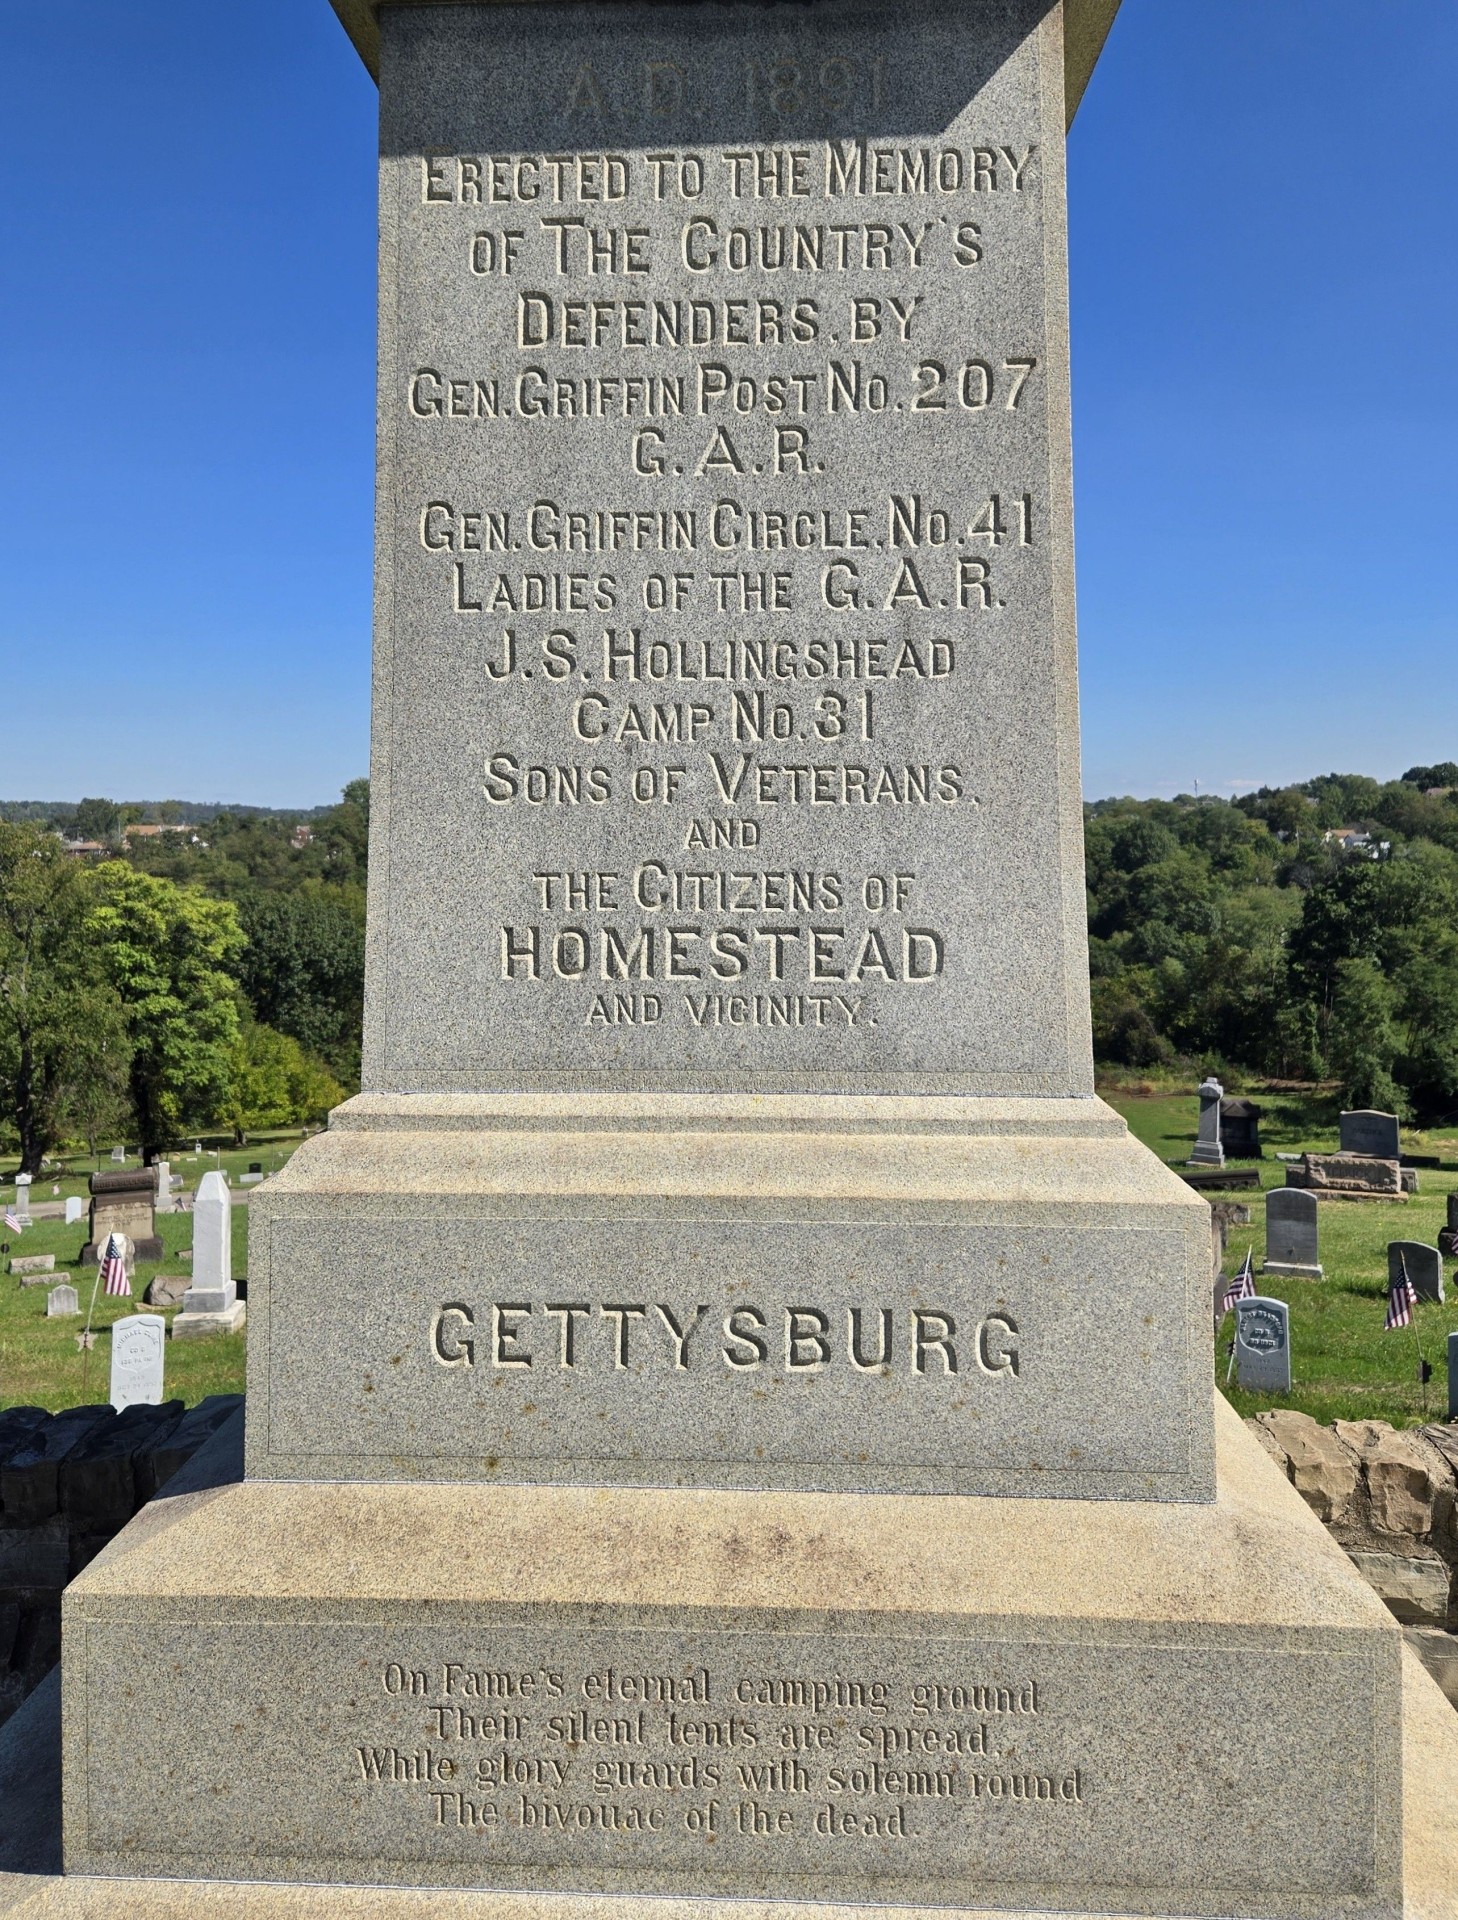 A.D. 1891
ERECTED TO THE MEMORY
OF THE COUNTRY'S
DEFENDERS. BY
GEN. GRIFFIN POST NO. 207
G.A.R.
GEN. GRIFFIN CIRCLE, NO. 41
LADIES OF THE G.A.R.
J.S. HOLLINGSHEAD
CAMP NO. 31
SONS OF VETERANS.
AND
THE CITIZENS OF
HOMESTEAD
AND VICINITY.
GETTYSBURG
On Fame's eternal camping ground
Their silent tents are spread.
While glory guards with solemn round
The bivouac of the dead.